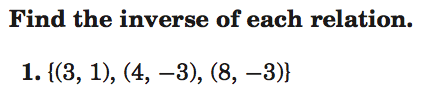 Find the inverse of each relation.
1. {(3, 1), (4, −3), (8, −3)}